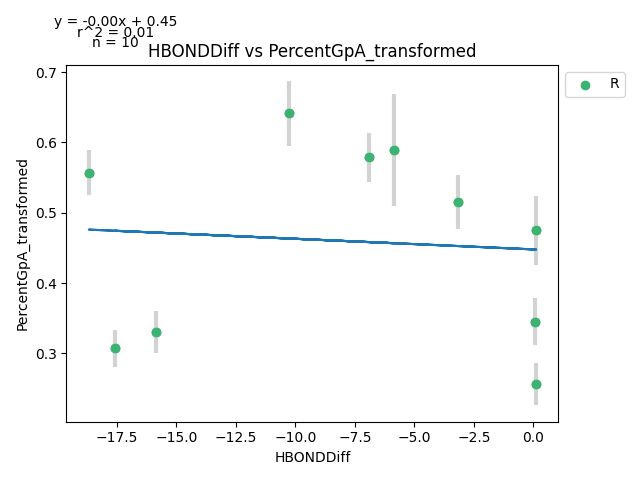 y = -0.00x + 0.45
r^2 = 0.01
n = 10
HBONDDiff vs PercentGpA_transformed
R
PercentGpA_transformed
0.7
0.6
0.5
0.4
0.3
−17.5 −15.0 −12.5 −10.0 −7.5 −5.0 −2.5 0.0
HBONDDiff